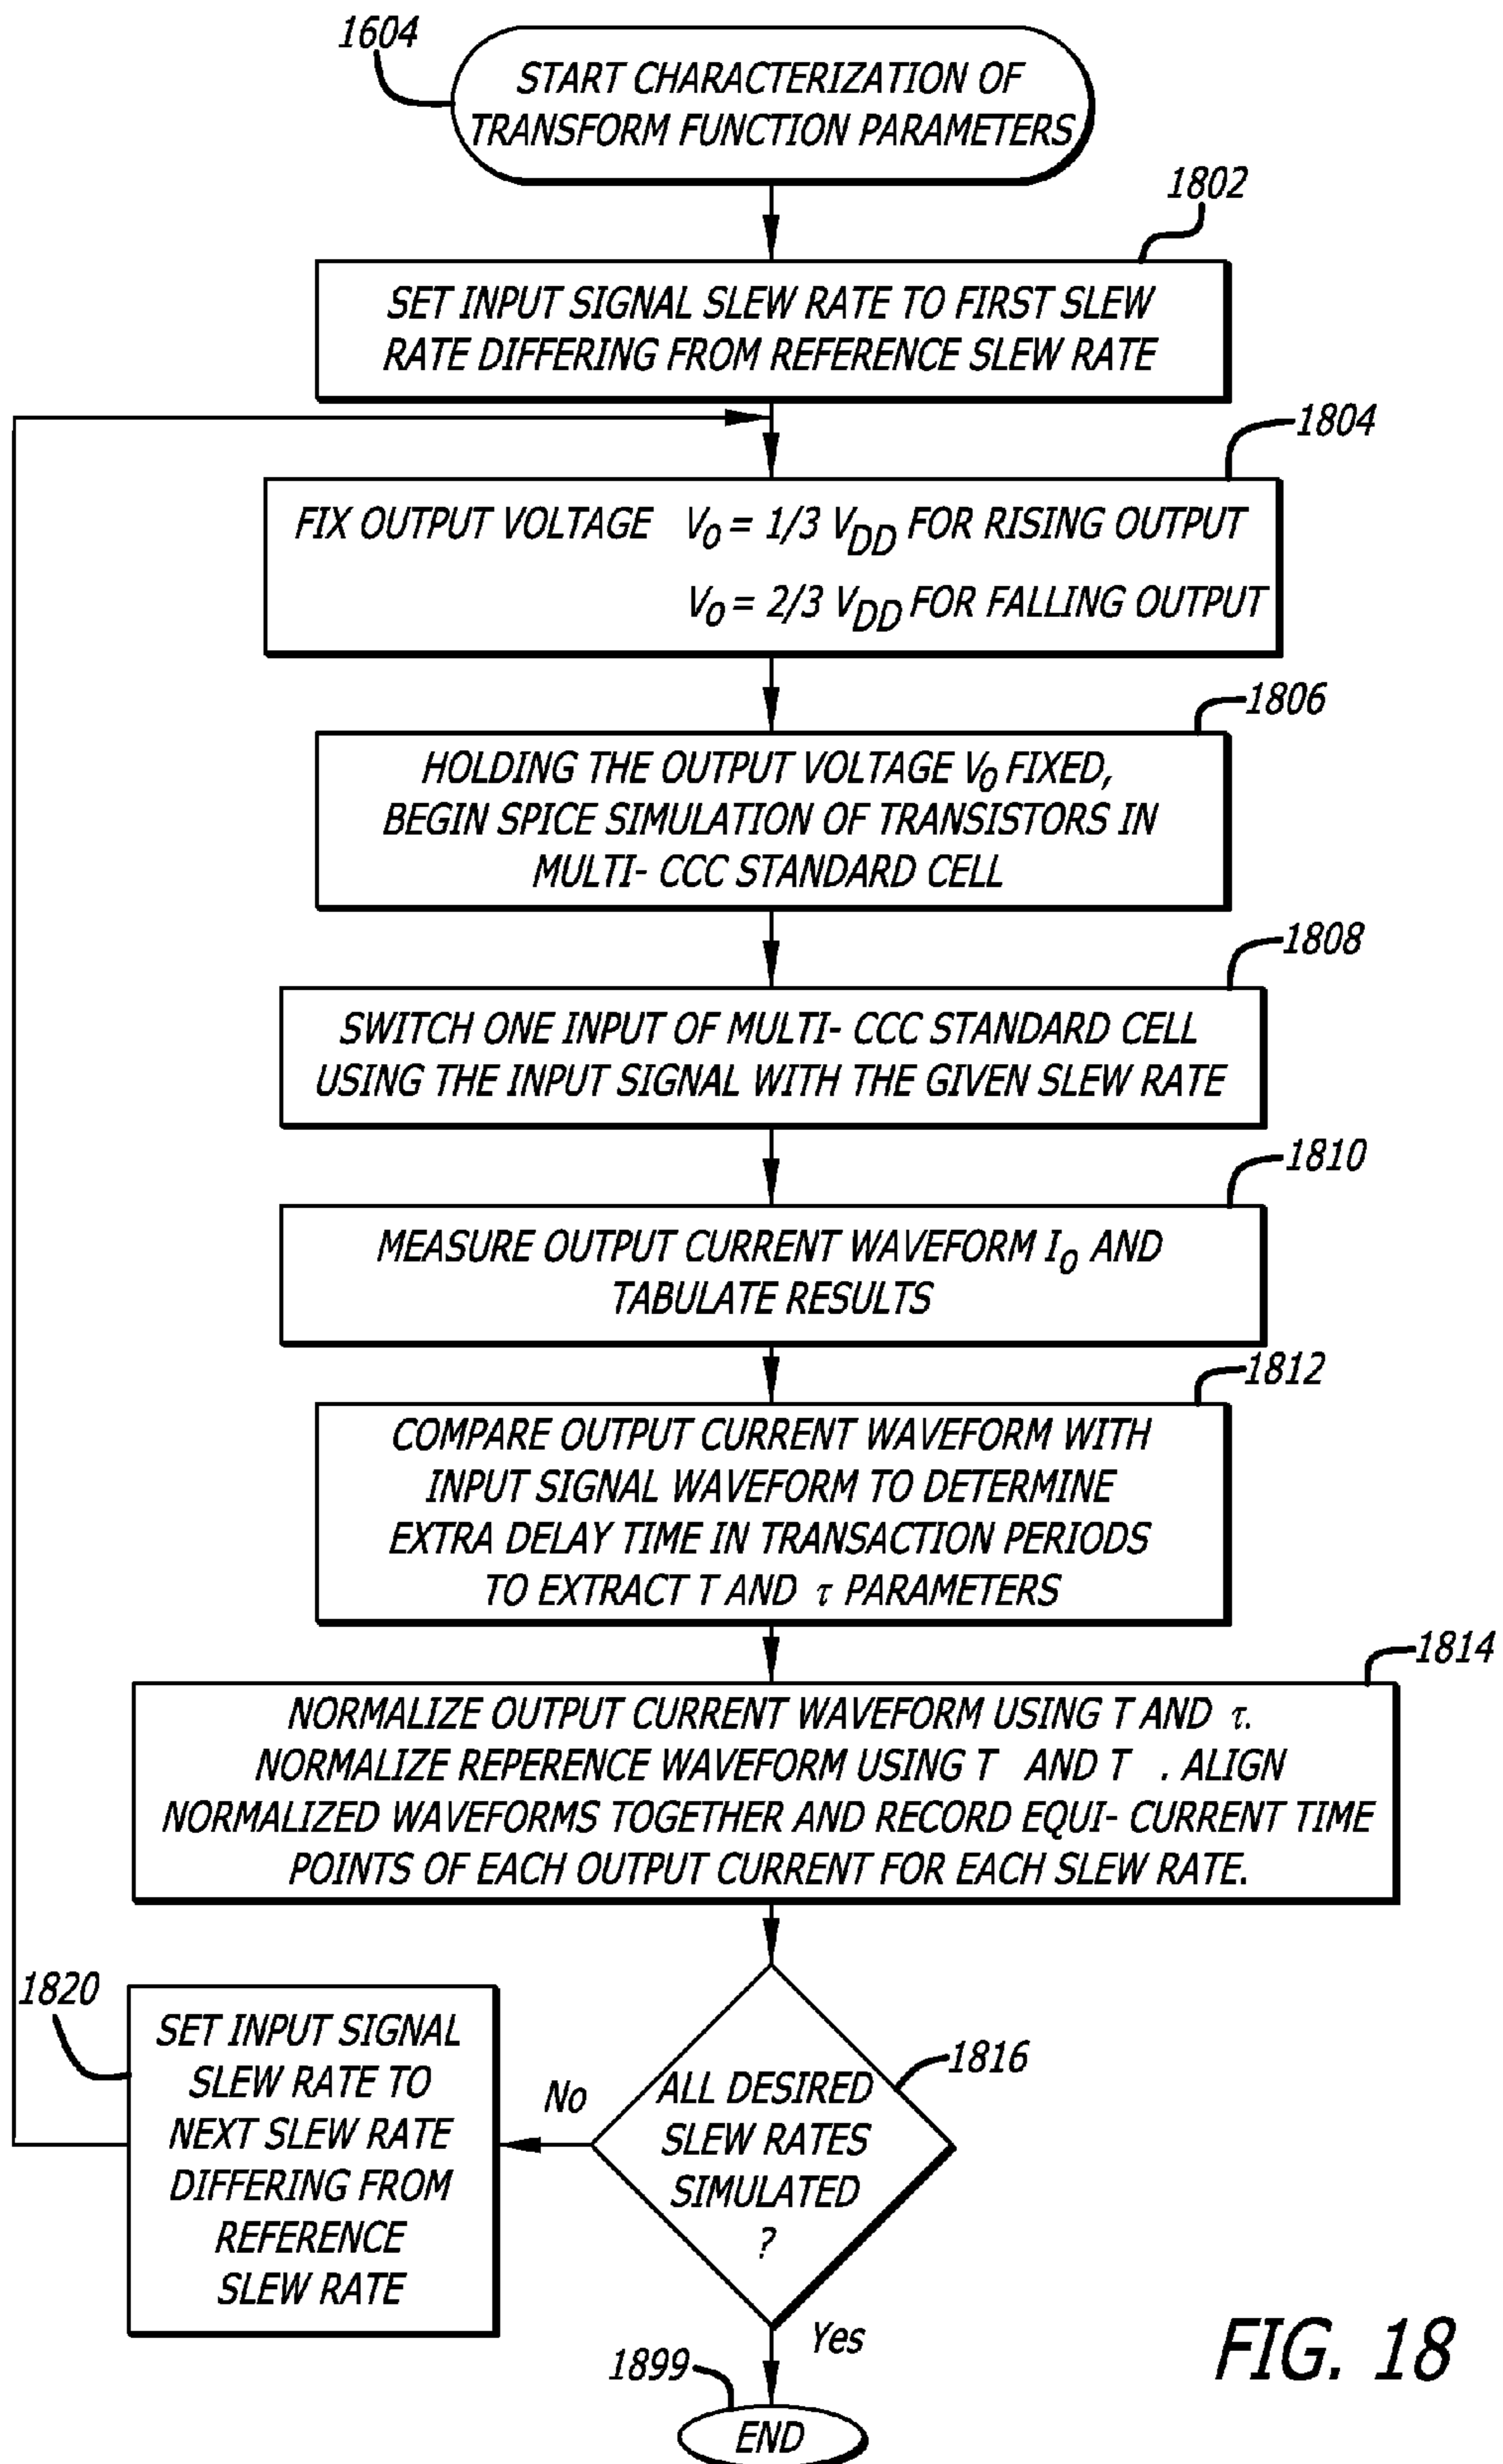 1604
START CHARACTERIZATION OF
TRANSFORM FUNCTION PARAMETERS
1802
SET INPUT SIGNAL SLEW RATE TO FIRST SLEW
RATE DIFFERING FROM REFERENCE SLEW RATE
1804
FIX OUTPUT VOLTAGE V₀ = 1/3 V_DD FOR RISING OUTPUT
V₀ = 2/3 V_DD FOR FALLING OUTPUT
1806
HOLDING THE OUTPUT VOLTAGE V₀ FIXED,
BEGIN SPICE SIMULATION OF TRANSISTORS IN
MULTI- CCC STANDARD CELL
1808
SWITCH ONE INPUT OF MULTI- CCC STANDARD CELL
USING THE INPUT SIGNAL WITH THE GIVEN SLEW RATE
1810
MEASURE OUTPUT CURRENT WAVEFORM I₀ AND
TABULATE RESULTS
1812
COMPARE OUTPUT CURRENT WAVEFORM WITH
INPUT SIGNAL WAVEFORM TO DETERMINE
EXTRA DELAY TIME IN TRANSACTION PERIODS
TO EXTRACT T AND τ PARAMETERS
1814
NORMALIZE OUTPUT CURRENT WAVEFORM USING T AND τ.
NORMALIZE REPERENCE WAVEFORM USING T AND T . ALIGN
NORMALIZED WAVEFORMS TOGETHER AND RECORD EQUI- CURRENT TIME
POINTS OF EACH OUTPUT CURRENT FOR EACH SLEW RATE.
1816
ALL DESIRED
SLEW RATES
SIMULATED
?
No
1820
SET INPUT SIGNAL
SLEW RATE TO
NEXT SLEW RATE
DIFFERING FROM
REFERENCE
SLEW RATE
Yes
1899
END
FIG. 18